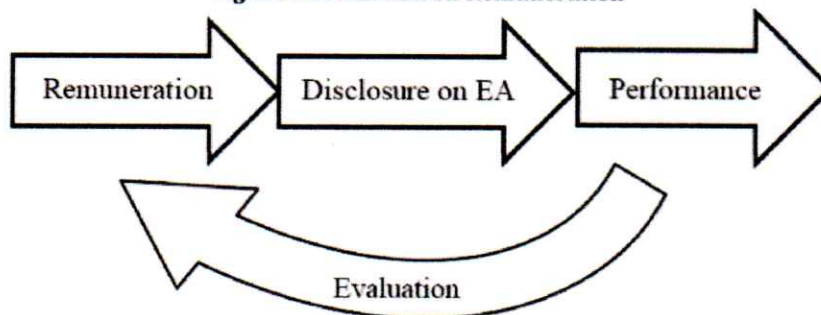 Remuneration
Disclosure on EA
Performance
Evaluation